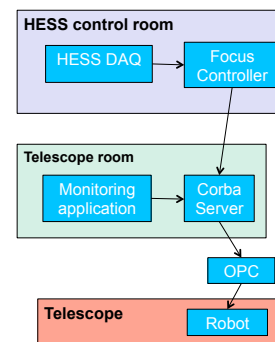 HESS control room
HESS DAQ
Focus
Controller
Telescope room
Monitoring
application
Corba
Server
OPC
Telescope
Robot